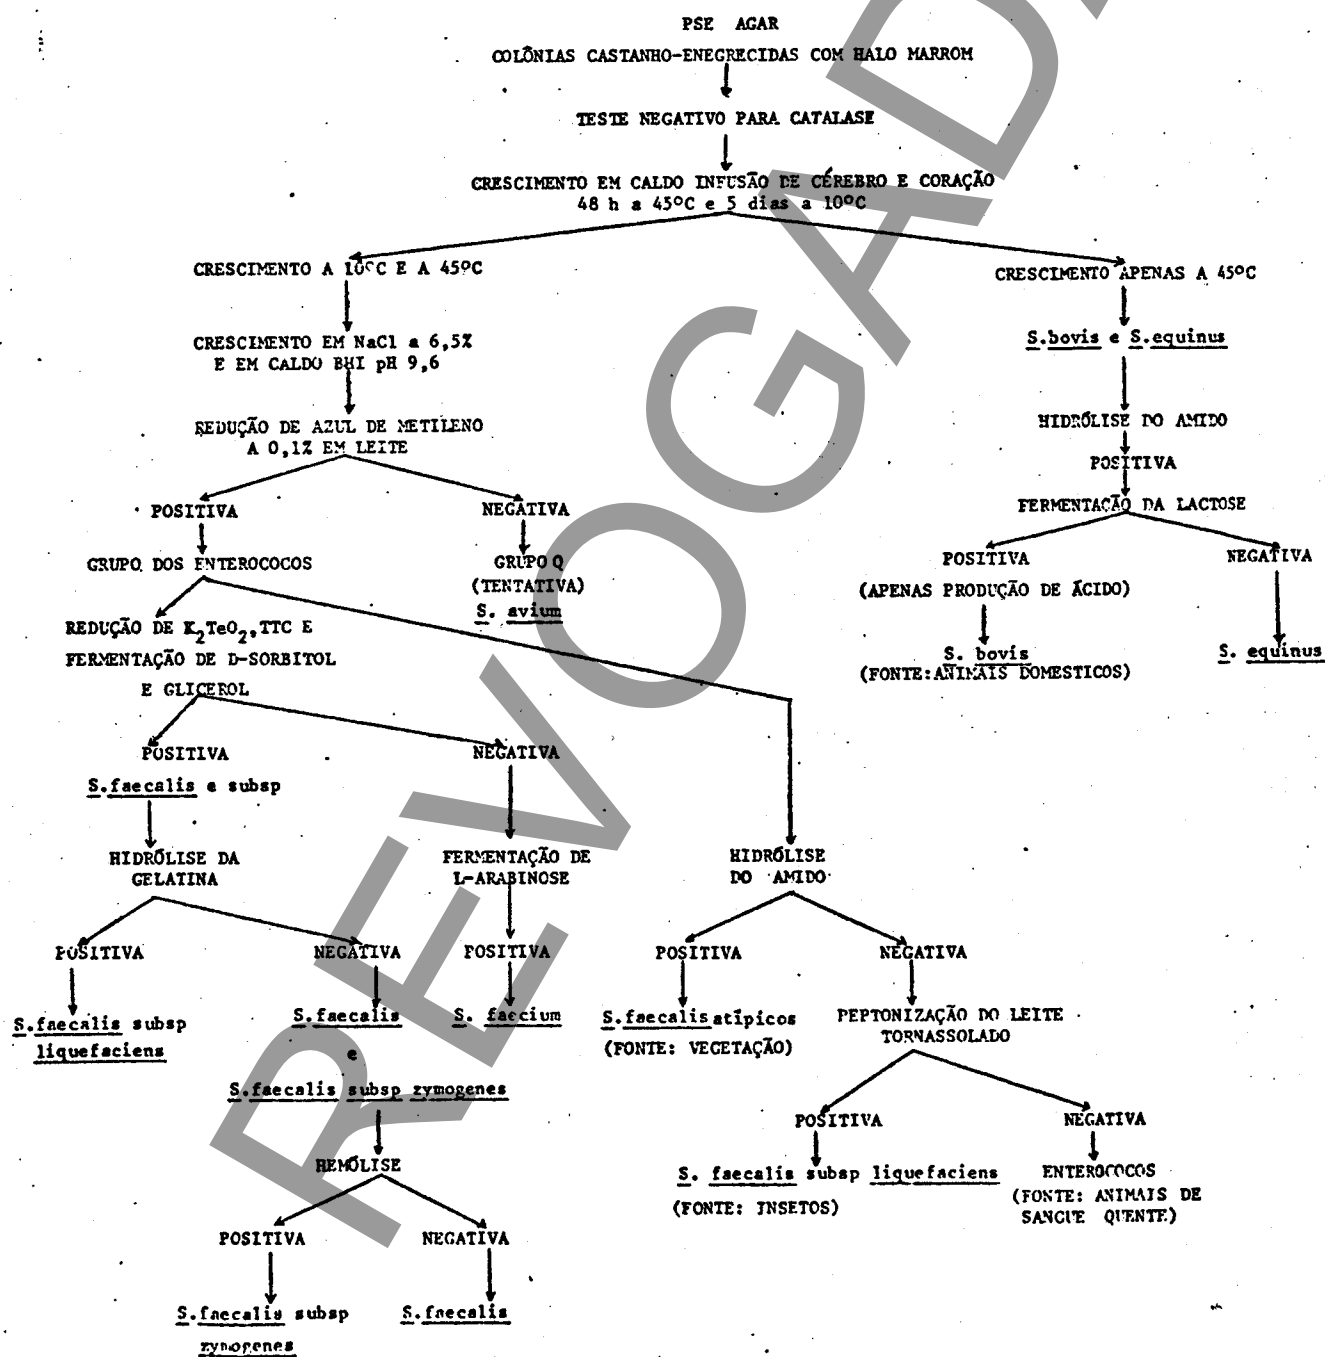 PSE AGAR
COLÔNIAS CASTANHO-ENEGRECIDAS COM HALO MARROM
TESTE NEGATIVO PARA CATALASE
CRESCIMENTO EM CALDO INFUSÃO DE CÉREBRO E CORAÇÃO
48 h a 45ºC e 5 dias a 10ºC
CRESCIMENTO A 10ºC E A 45ºC
CRESCIMENTO APENAS A 45ºC
CRESCIMENTO EM NaCl a 6,5%
E EM CALDO BHI pH 9,6
S.bovis e S.equinus
REDUÇÃO DE AZUL DE METILENO
A 0,1% EM LEITE
HIDRÓLISE DO AMIDO
POSITIVA
FERMENTAÇÃO DA LACTOSE
POSITIVA
NEGATIVA
GRUPO DOS ENTEROCOCOS
GRUPO Q
(TENTATIVA)
S. avium
POSITIVA
(APENAS PRODUÇÃO DE ÁCIDO)
NEGATIVA
S. bovis
(FONTE:ANIMAIS DOMESTICOS)
S. equinus
REDUÇÃO DE K2TeO2,TTC E
FERMENTAÇÃO DE D-SORBITOL
E GLICEROL
POSITIVA
NEGATIVA
S.faecalis e subsp
HIDRÓLISE DA
GELATINA
FERMENTAÇÃO DE
L-ARABINOSE
HIDRÓLISE
DO AMIDO
POSITIVA
NEGATIVA
POSITIVA
POSITIVA
NEGATIVA
S.faecalis subsp
liquefaciens
S.faecalis
e
S.faecalis subsp zymogenes
S. faecium
S.faecalis atípicos
(FONTE: VEGETAÇÃO)
PEPTONIZAÇÃO DO LEITE
TORNASSOLADO
POSITIVA
NEGATIVA
HEMÓLISE
S. faecalis subsp liquefaciens
(FONTE: INSETOS)
ENTEROCOCOS
(FONTE: ANIMAIS DE
SANGUE QUENTE)
POSITIVA
NEGATIVA
S.faecalis subsp
zymogenes
S.faecalis
REVOGADA